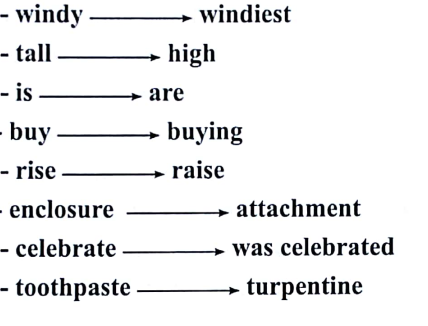 - windy → windiest
- tall → high
- is → are
- buy → buying
- rise → raise
- enclosure → attachment
- celebrate → was celebrated
- toothpaste → turpentine